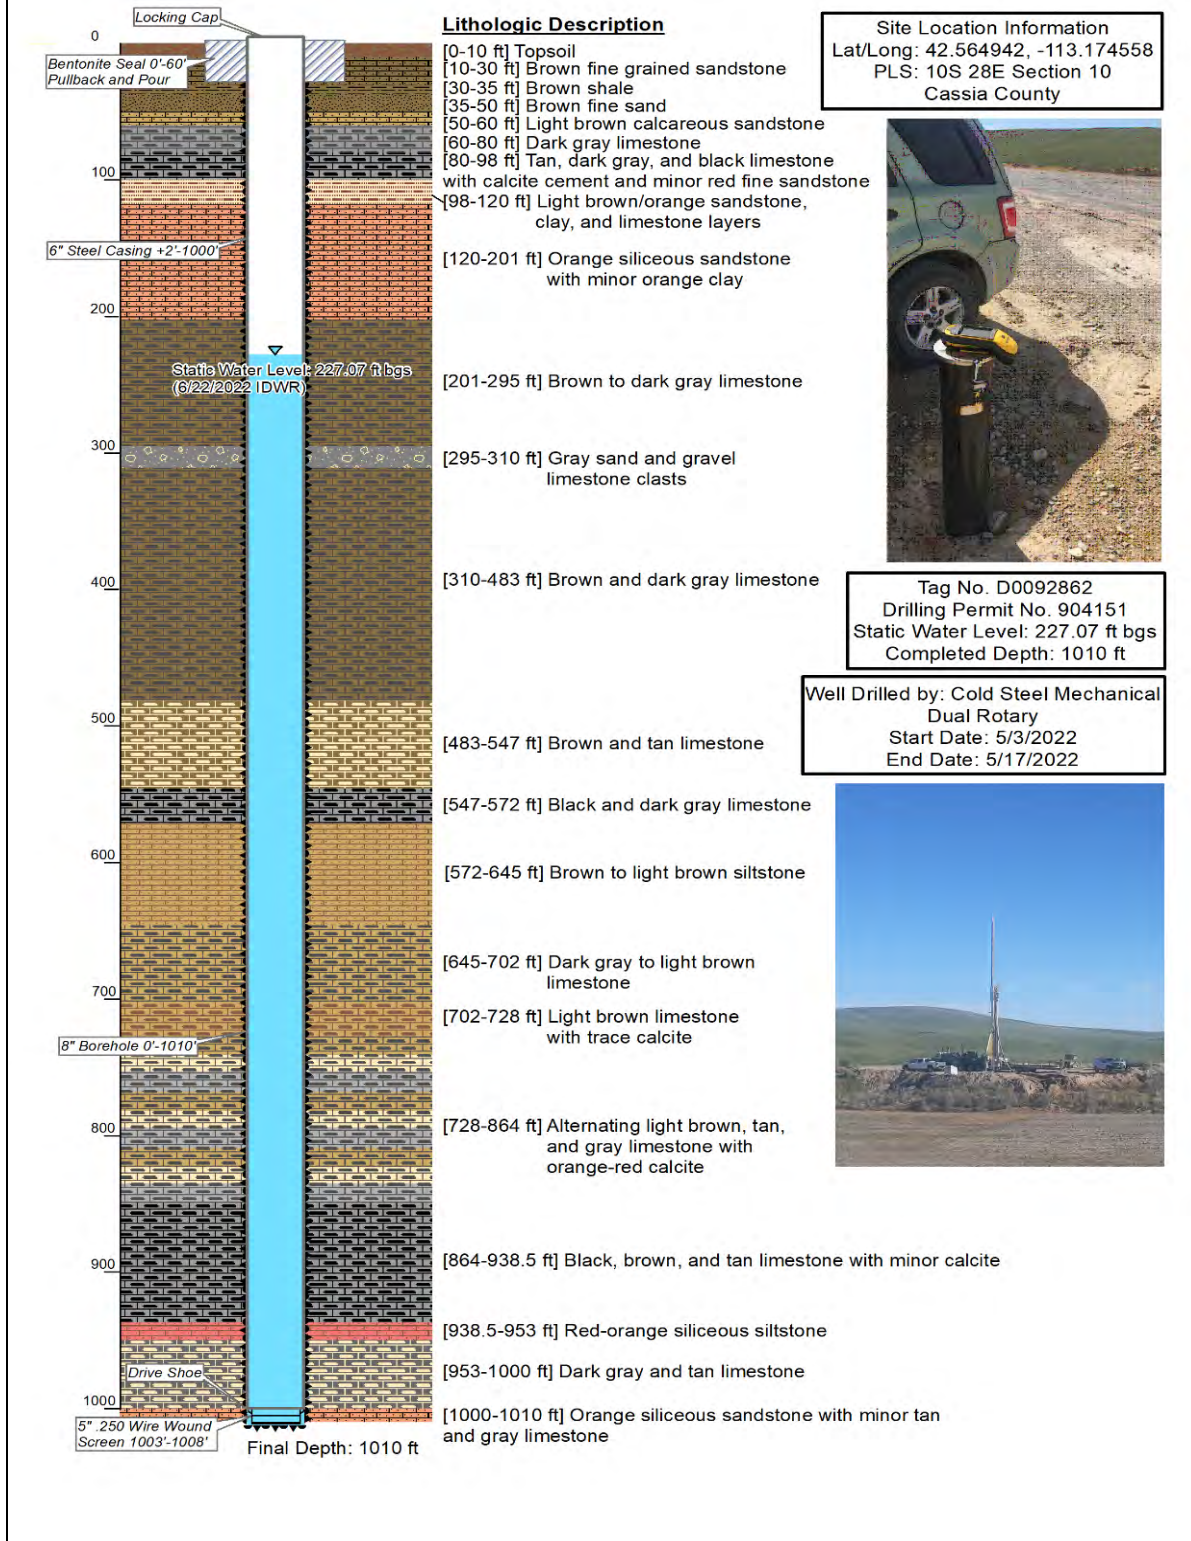 Locking Cap
0
Bentonite Seal 0'-60'
Pullback and Pour
100
6" Steel Casing +2'-1000'
200
Static Water Level: 227.07 ft bgs
(6/22/2022 IDWR)
300
400
500
600
700
8" Borehole 0'-1010'
800
900
Drive Shoe
1000
5" .250 Wire Wound
Screen 1003'-1008'
Final Depth: 1010 ft
Lithologic Description
[0-10 ft] Topsoil
[10-30 ft] Brown fine grained sandstone
[30-35 ft] Brown shale
[35-50 ft] Brown fine sand
[50-60 ft] Light brown calcareous sandstone
[60-80 ft] Dark gray limestone
[80-98 ft] Tan, dark gray, and black limestone
with calcite cement and minor red fine sandstone
[98-120 ft] Light brown/orange sandstone,
clay, and limestone layers
[120-201 ft] Orange siliceous sandstone
with minor orange clay
[201-295 ft] Brown to dark gray limestone
[295-310 ft] Gray sand and gravel
limestone clasts
[310-483 ft] Brown and dark gray limestone
[483-547 ft] Brown and tan limestone
[547-572 ft] Black and dark gray limestone
[572-645 ft] Brown to light brown siltstone
[645-702 ft] Dark gray to light brown
limestone
[702-728 ft] Light brown limestone
with trace calcite
[728-864 ft] Alternating light brown, tan,
and gray limestone with
orange-red calcite
[864-938.5 ft] Black, brown, and tan limestone with minor calcite
[938.5-953 ft] Red-orange siliceous siltstone
[953-1000 ft] Dark gray and tan limestone
[1000-1010 ft] Orange siliceous sandstone with minor tan
and gray limestone
Site Location Information
Lat/Long: 42.564942, -113.174558
PLS: 10S 28E Section 10
Cassia County
Tag No. D0092862
Drilling Permit No. 904151
Static Water Level: 227.07 ft bgs
Completed Depth: 1010 ft
Well Drilled by: Cold Steel Mechanical
Dual Rotary
Start Date: 5/3/2022
End Date: 5/17/2022